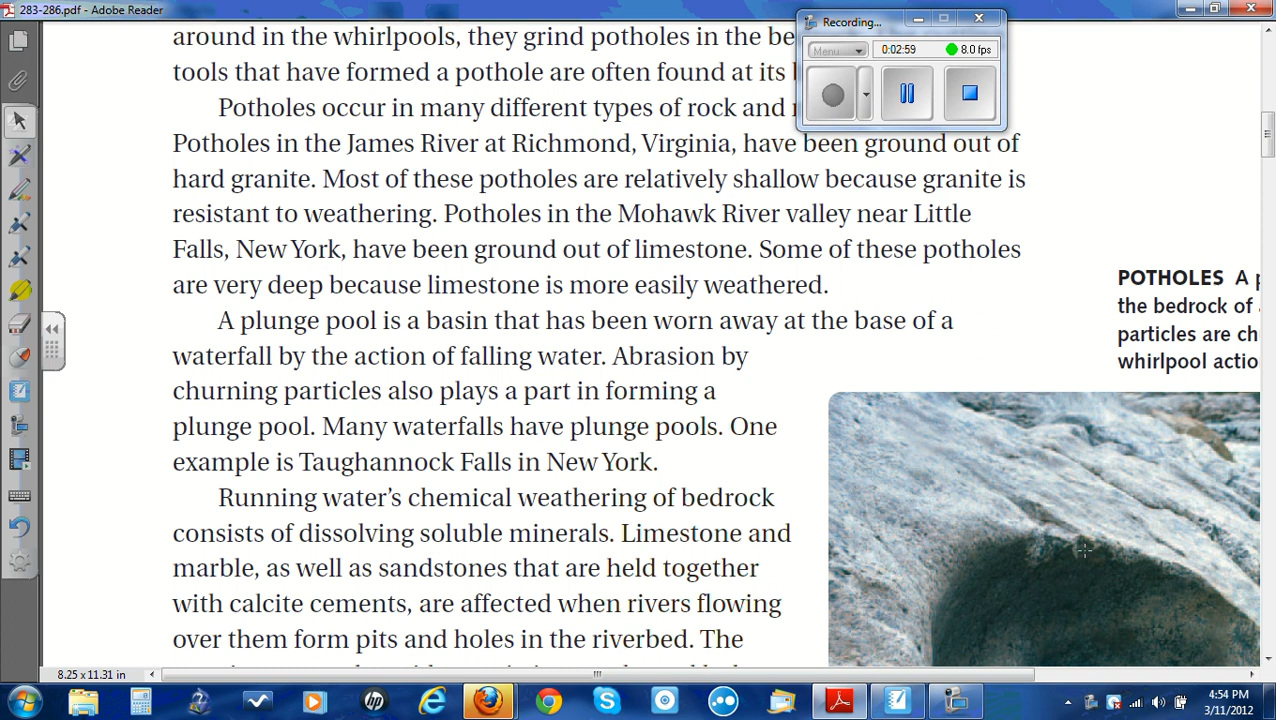 283-286.pdf - Adobe Reader
Recording...
Menu
0:02:59
8.0 fps
around in the whirlpools, they grind potholes in the be
tools that have formed a pothole are often found at its
Potholes occur in many different types of rock and
Potholes in the James River at Richmond, Virginia, have been ground out of
hard granite. Most of these potholes are relatively shallow because granite is
resistant to weathering. Potholes in the Mohawk River valley near Little
Falls, New York, have been ground out of limestone. Some of these potholes
are very deep because limestone is more easily weathered.
A plunge pool is a basin that has been worn away at the base of a
waterfall by the action of falling water. Abrasion by
churning particles also plays a part in forming a
plunge pool. Many waterfalls have plunge pools. One
example is Taughannock Falls in New York.
Running water's chemical weathering of bedrock
consists of dissolving soluble minerals. Limestone and
marble, as well as sandstones that are held together
with calcite cements, are affected when rivers flowing
over them form pits and holes in the riverbed. The
POTHOLES A p
the bedrock of
particles are ch
whirlpool actio
8.25 x 11.31 in
4:54 PM
3/11/2012